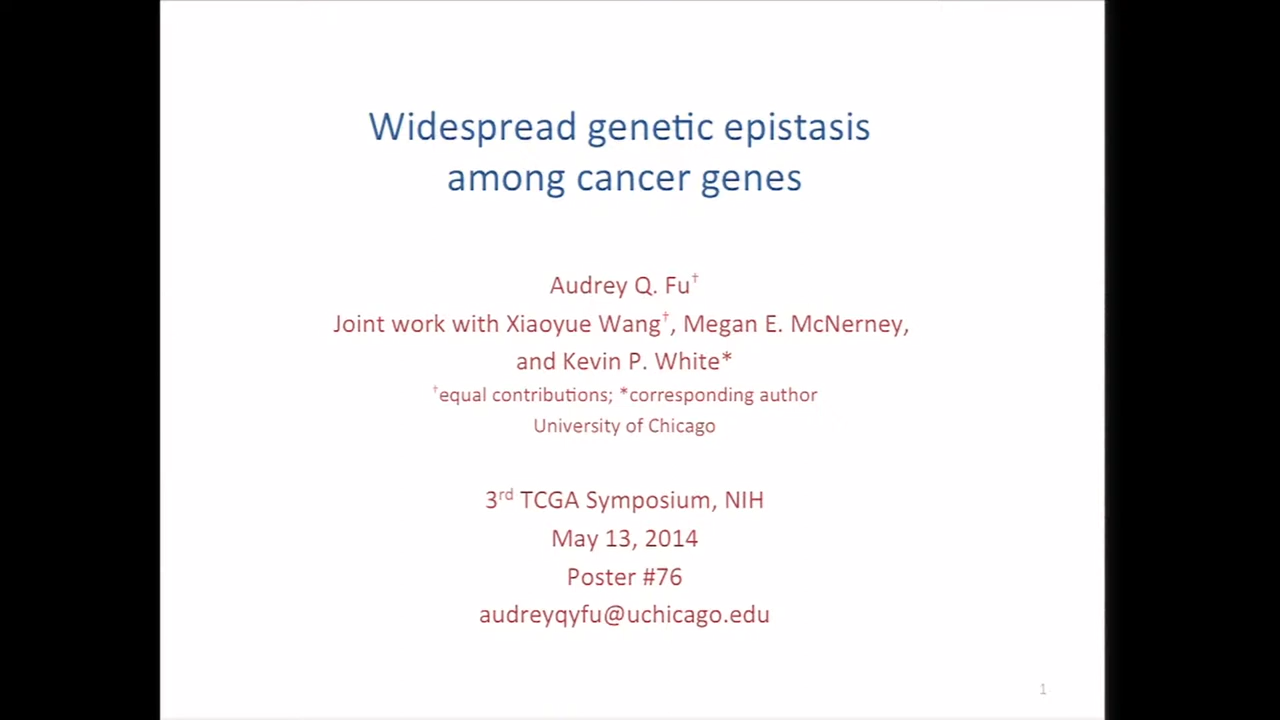 Widespread genetic epistasis
among cancer genes
Audrey Q. Fu†
Joint work with Xiaoyue Wang†, Megan E. McNerney,
and Kevin P. White*
†equal contributions; *corresponding author
University of Chicago
3rd TCGA Symposium, NIH
May 13, 2014
Poster #76
audreyqyfu@uchicago.edu
1